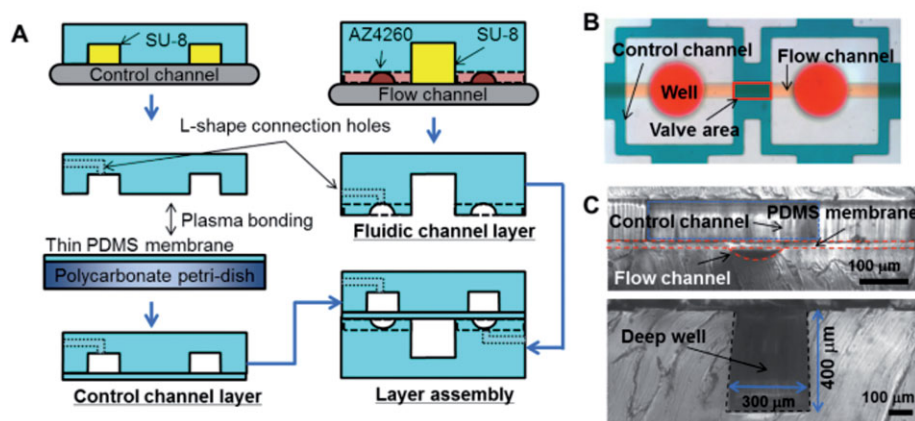 A
SU-8
Control channel
AZ4260
SU-8
Flow channel
L-shape connection holes
Plasma bonding
Thin PDMS membrane
Polycarbonate petri-dish
Fluidic channel layer
Control channel layer
Layer assembly
B
Control
channel
Flow
channel
Well
Valve area
C
Control channel
PDMS
membrane
Flow channel
100 µm
Deep well
300 µm
400 µm
100 µm